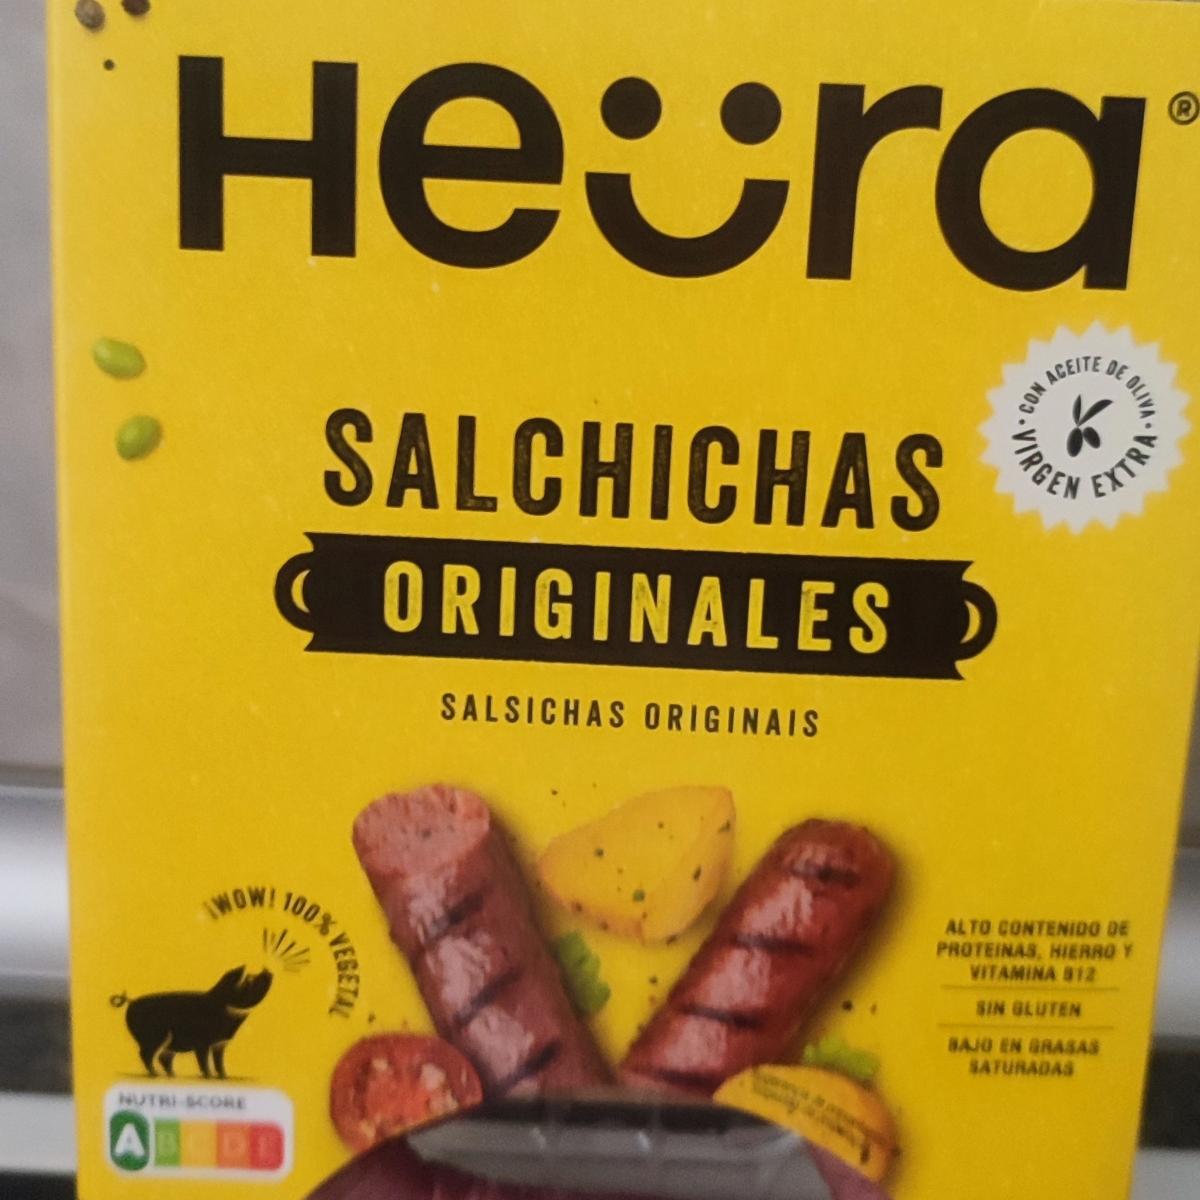 Heüra®
CON ACEITE DE OLIVA
VIRGEN EXTRA
SALCHICHAS
ORIGINALES
SALSICHAS ORIGINAIS
¡WOW! 100% VEGETAL
ALTO CONTENIDO DE
PROTEINAS, HIERRO Y
VITAMINA B12
SIN GLUTEN
BAJO EN GRASAS
SATURADAS
NUTRI-SCORE
A B C D E